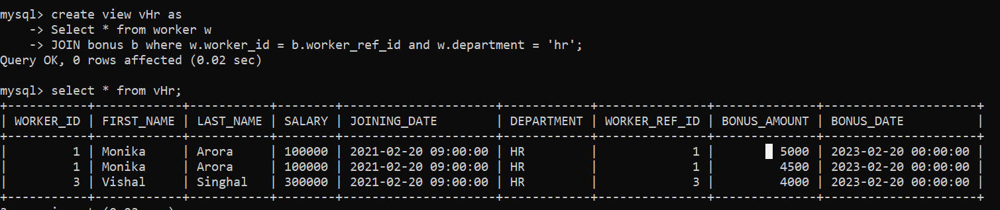 mysql> create view vHr as
    -> Select * from worker w
    -> JOIN bonus b where w.worker_id = b.worker_ref_id and w.department = 'hr';
Query OK, 0 rows affected (0.02 sec)
mysql> select * from vHr;
+-----------+------------+-----------+--------+---------------------+------------+---------------+--------------+---------------------+
| WORKER_ID | FIRST_NAME | LAST_NAME | SALARY | JOINING_DATE        | DEPARTMENT | WORKER_REF_ID | BONUS_AMOUNT | BONUS_DATE          |
+-----------+------------+-----------+--------+---------------------+------------+---------------+--------------+---------------------+
|         1 | Monika     | Arora     | 100000 | 2021-02-20 09:00:00 | HR         |             1 |         5000 | 2023-02-20 00:00:00 |
|         1 | Monika     | Arora     | 100000 | 2021-02-20 09:00:00 | HR         |             1 |         4500 | 2023-02-20 00:00:00 |
|         3 | Vishal     | Singhal   | 300000 | 2021-02-20 09:00:00 | HR         |             3 |         4000 | 2023-02-20 00:00:00 |
+-----------+------------+-----------+--------+---------------------+------------+---------------+--------------+---------------------+